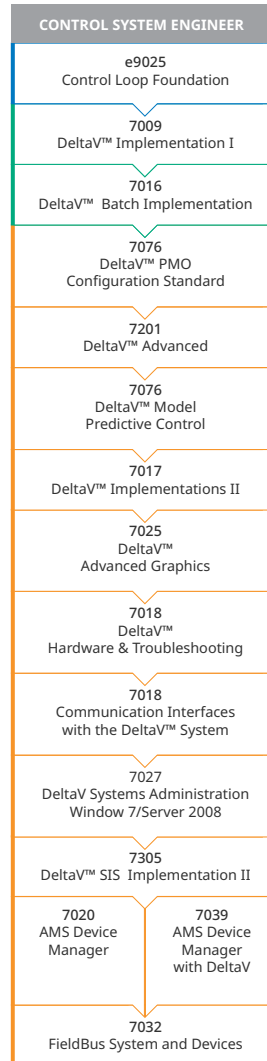 CONTROL SYSTEM ENGINEER
e9025
Control Loop Foundation
7009
DeltaV™ Implementation I
7016
DeltaV™ Batch Implementation
7076
DeltaV™ PMO
Configuration Standard
7201
DeltaV™ Advanced
7076
DeltaV™ Model
Predictive Control
7017
DeltaV™ Implementations II
7025
DeltaV™
Advanced Graphics
7018
DeltaV™
Hardware & Troubleshooting
7018
Communication Interfaces
with the DeltaV™ System
7027
DeltaV Systems Administration
Window 7/Server 2008
7305
DeltaV™ SIS Implementation II
7020
AMS Device
Manager
7039
AMS Device
Manager
with DeltaV
7032
FieldBus System and Devices